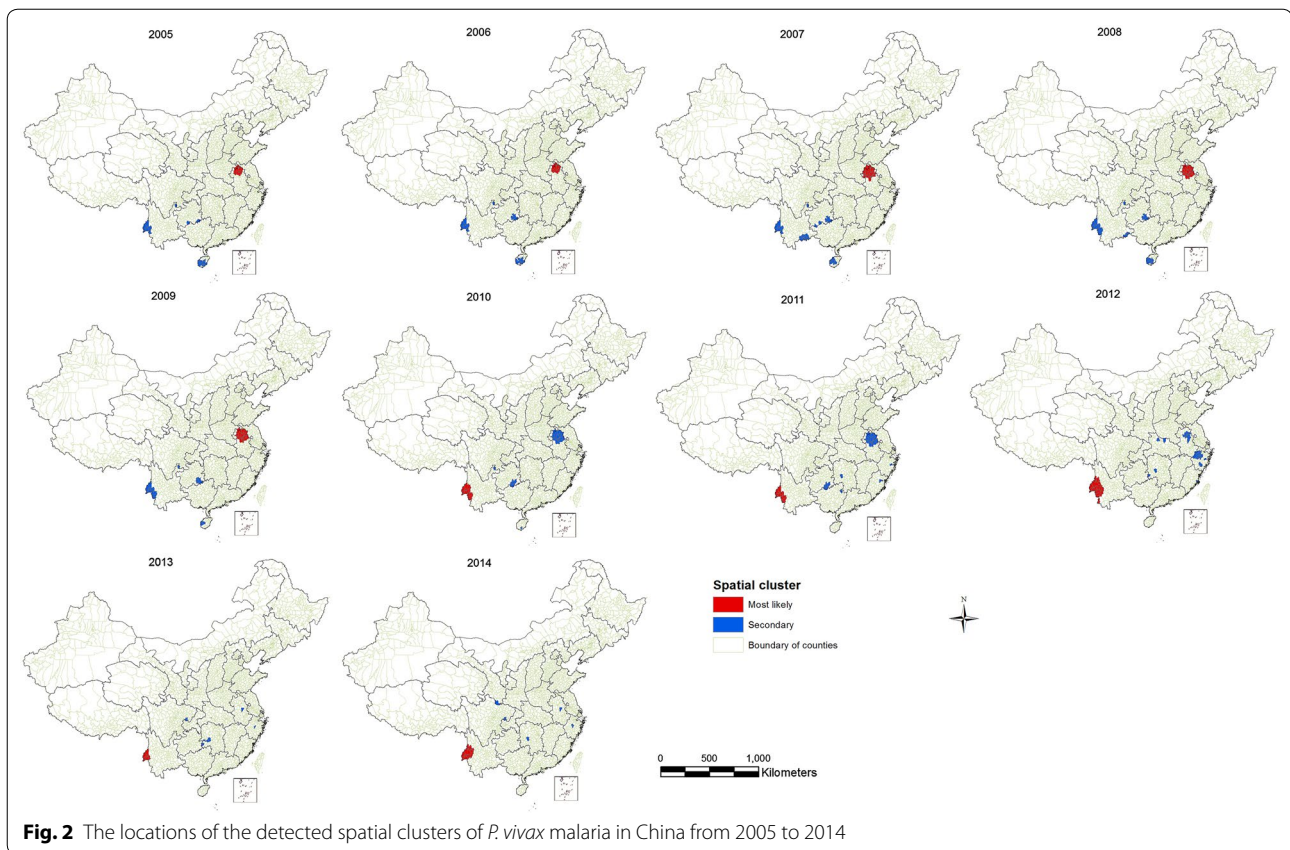 2005
2006
2007
2008
2009
2010
2011
2012
2013
2014
Spatial cluster
Most likely
Secondary
Boundary of counties
N
0 500 1,000
Kilometers
Fig. 2 The locations of the detected spatial clusters of P. vivax malaria in China from 2005 to 2014